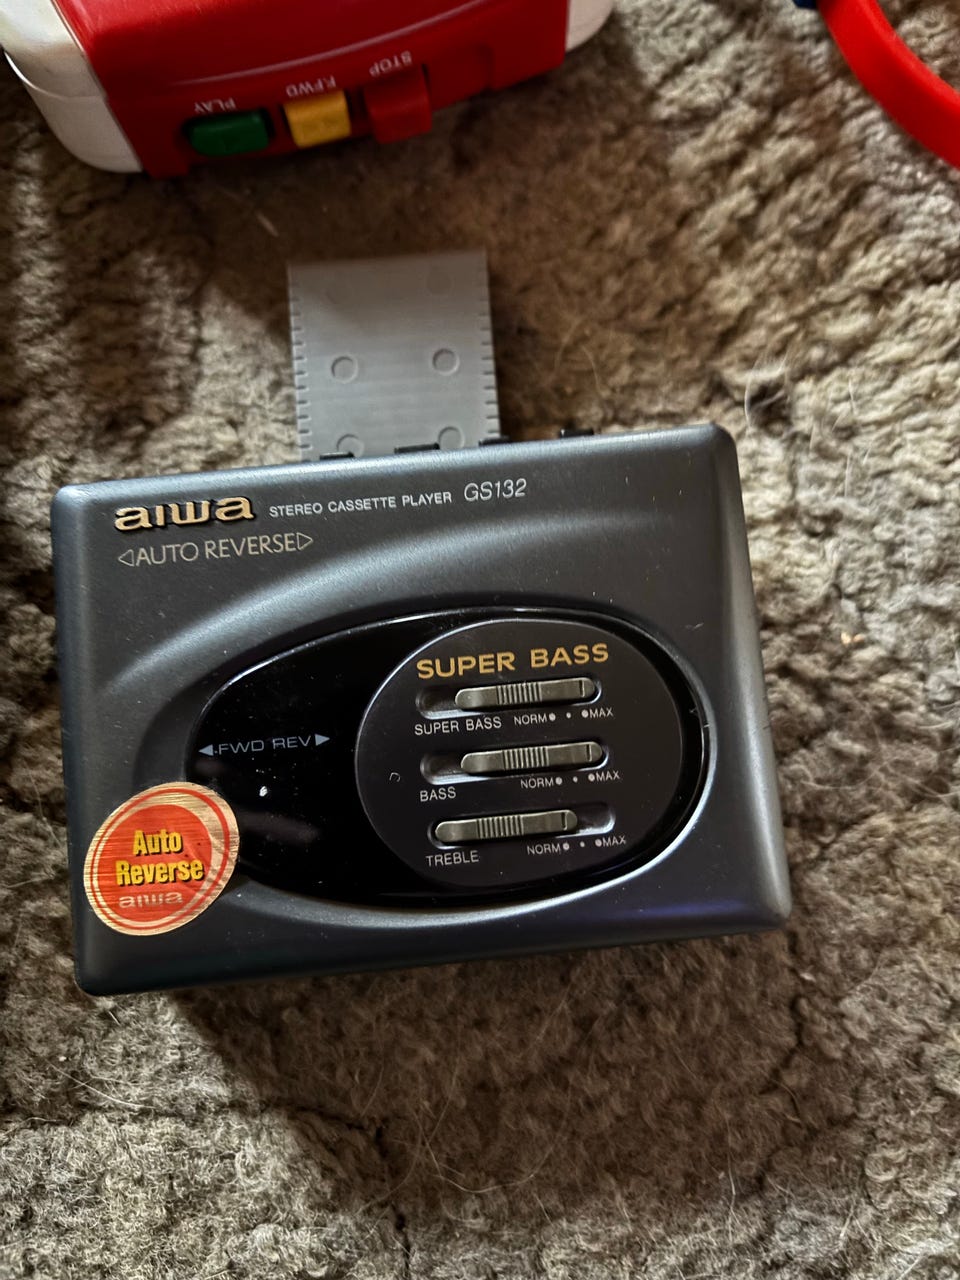 PLAY F.FWD STOP
aiwa STEREO CASSETTE PLAYER GS132
AUTO REVERSE
SUPER BASS
SUPER BASS NORM MAX
FWD REV
BASS NORM MAX
TREBLE NORM MAX
Auto
Reverse
aiwa